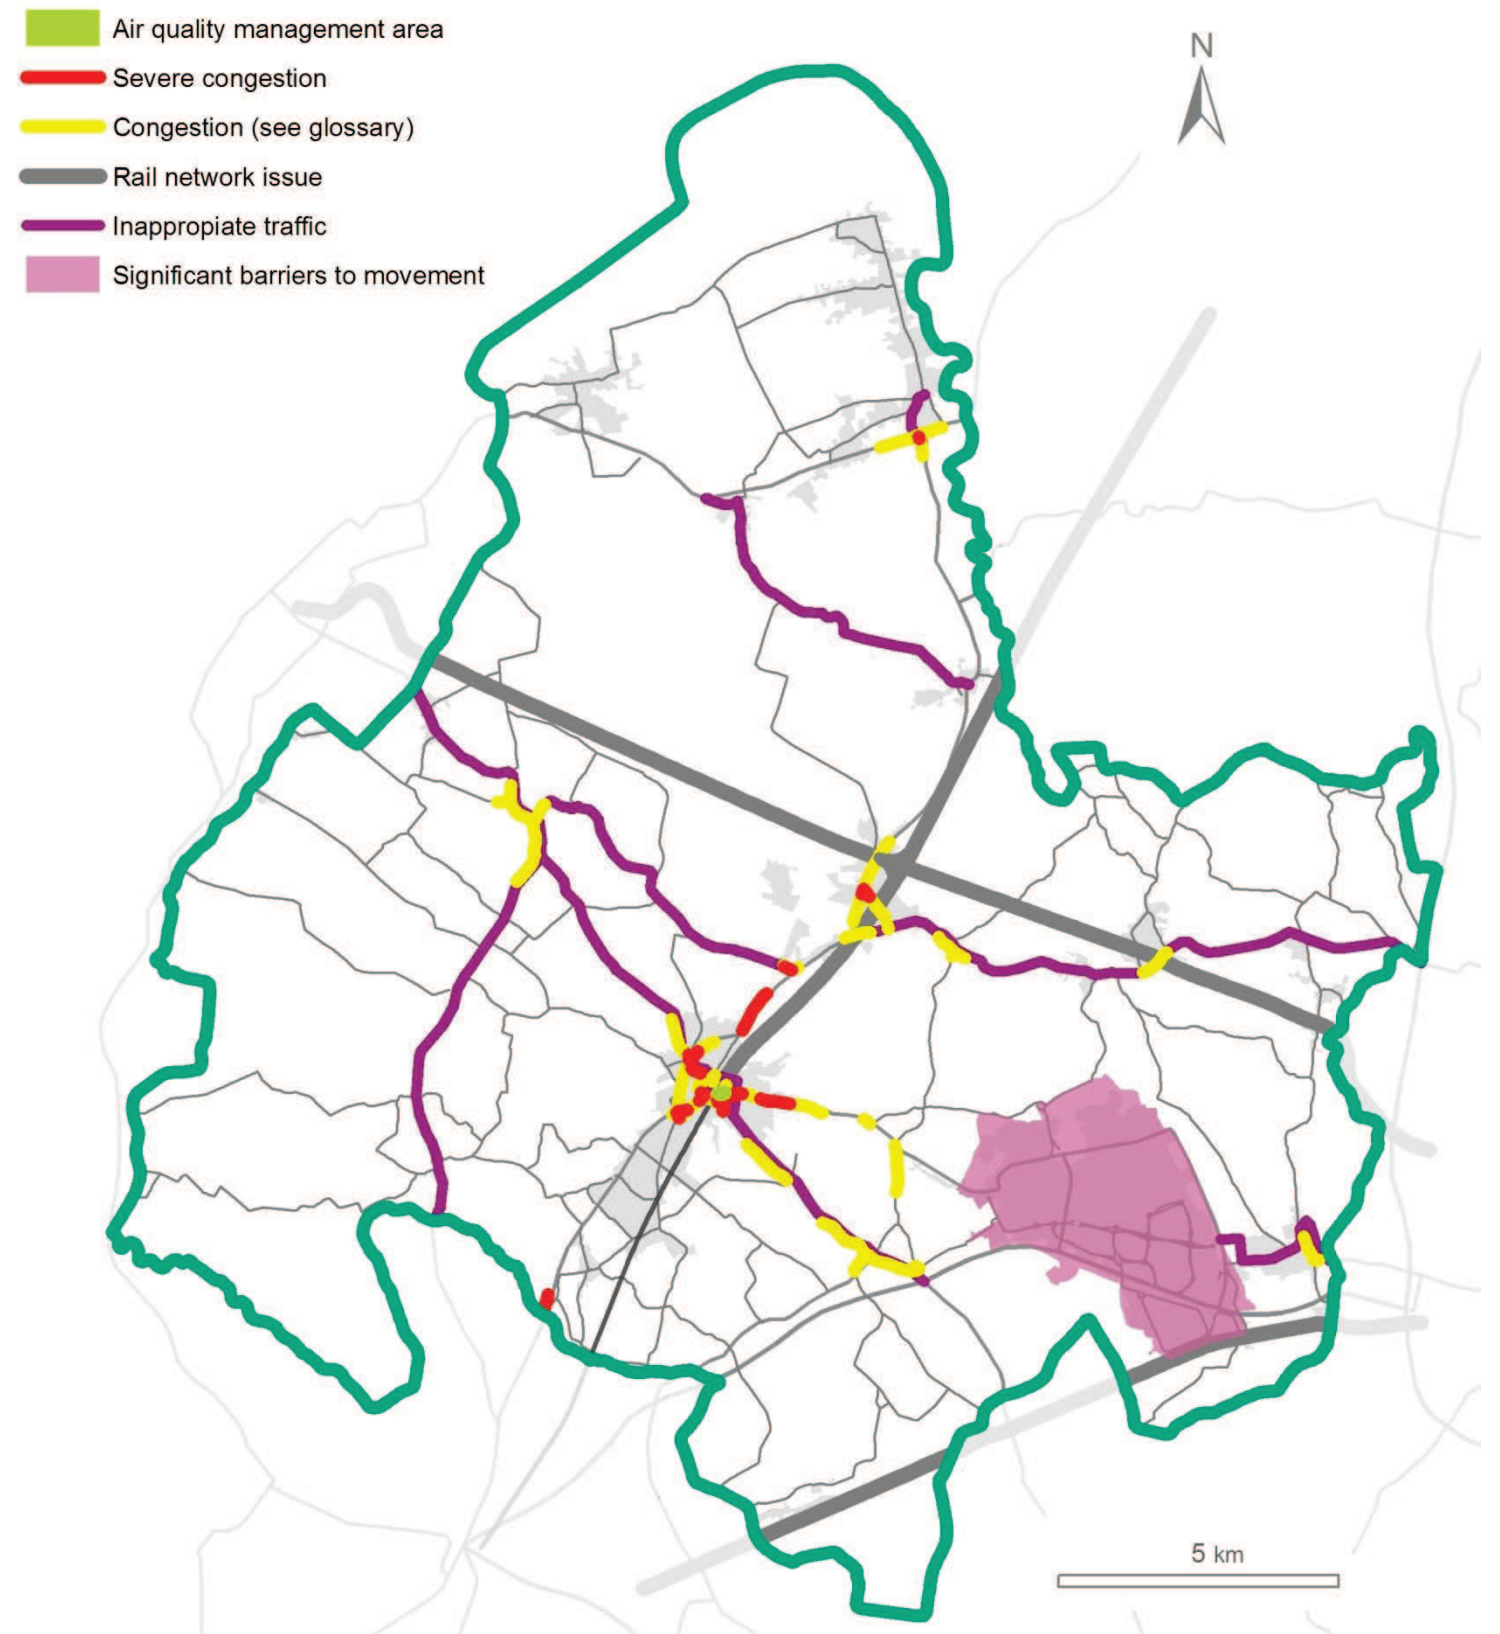 Air quality management area
Severe congestion
Congestion (see glossary)
Rail network issue
Inappropiate traffic
Significant barriers to movement
N
5 km